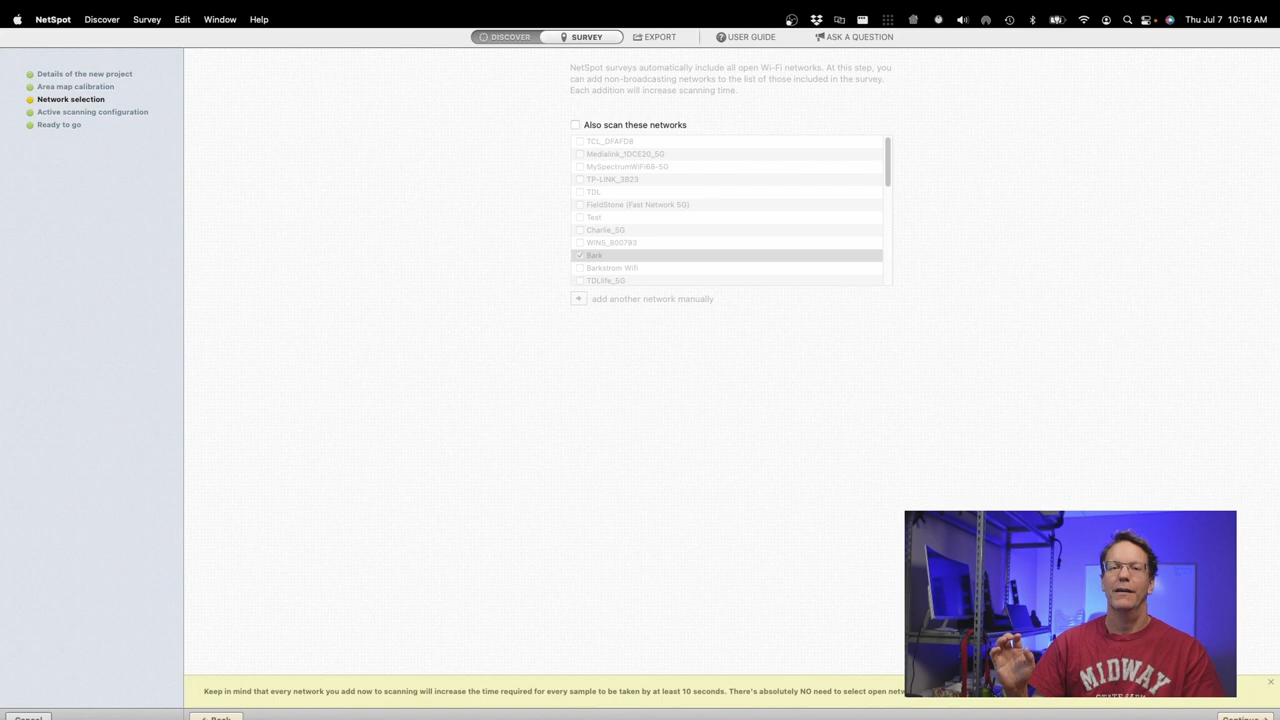 NetSpot Discover Survey Edit Window Help Thu Jul 7 10:16 AM
DISCOVER SURVEY EXPORT USER GUIDE ASK A QUESTION
Details of the new project
Area map calibration
Network selection
Active scanning configuration
Ready to go
NetSpot surveys automatically include all open Wi-Fi networks. At this step, you
can add non-broadcasting networks to the list of those included in the survey.
Each addition will increase scanning time.
Also scan these networks
TCL_DFAFD8
Medialink_1DCE20_5G
MySpectrumWiFi68-5G
TP-LINK_3B23
TDL
FieldStone (Fast Network 5G)
Test
Charlie_5G
WINS_800793
Bark
Barkstrom Wifi
TDLlife_5G
add another network manually
MIDWAY
Keep in mind that every network you add now to scanning will increase the time required for every sample to be taken by at least 10 seconds. There's absolutely NO need to select open
Cancel Back Continue